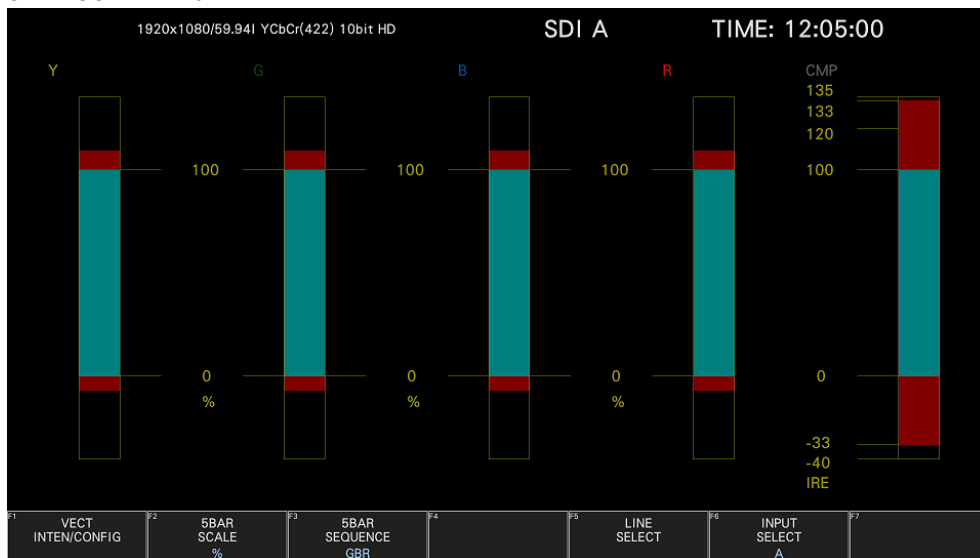 1920x1080/59.94I YCbCr(422) 10bit HD SDI A TIME: 12:05:00
Y G B R CMP
135
133
120
100 100 100 100
0 0 0 0
% % %
-33
-40
IRE
F1 VECT INTEN/CONFIG
F2 5BAR SCALE %
F3 5BAR SEQUENCE GBR
F4
F5 LINE SELECT
F6 INPUT SELECT A
F7